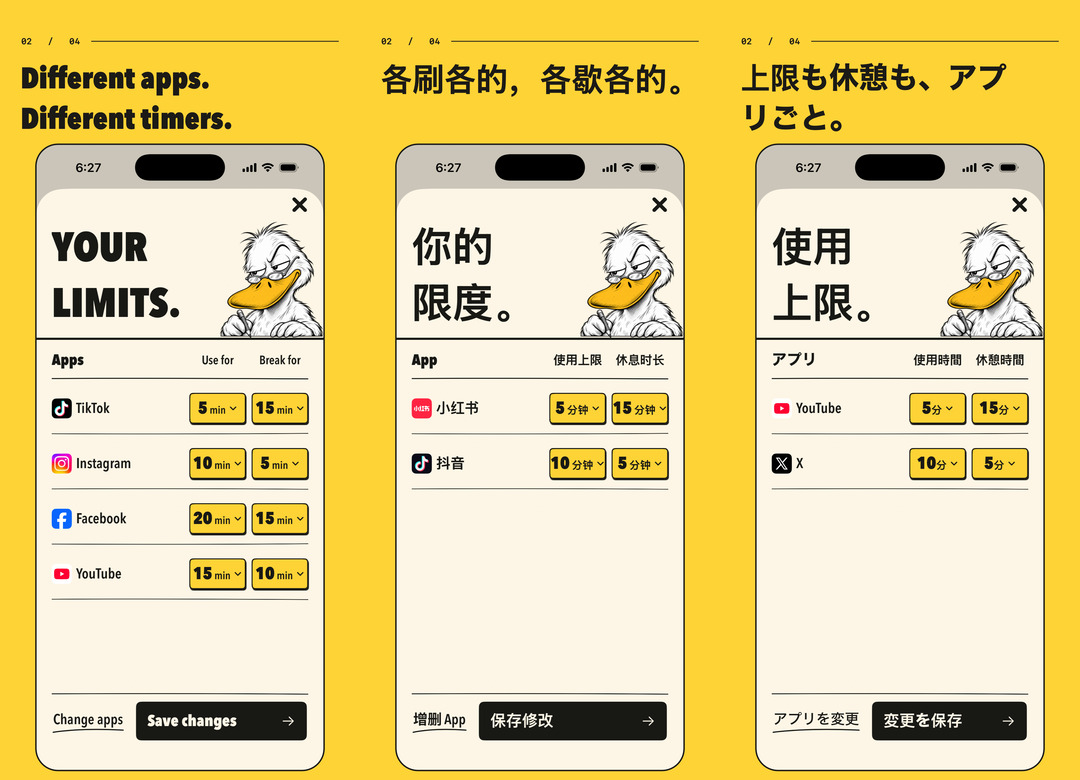 02 / 04
Different apps.
Different timers.
6:27
YOUR
LIMITS.
Apps Use for Break for
TikTok 5 min 15 min
Instagram 10 min 5 min
Facebook 20 min 15 min
YouTube 15 min 10 min
Change apps Save changes →
02 / 04
各刷各的，各歇各的。
6:27
你的
限度。
App 使用上限 休息时长
小红书 小红书 5 分钟 15 分钟
抖音 10 分钟 5 分钟
增删 App 保存修改 →
02 / 04
上限も休憩も、アプ
リごと。
6:27
使用
上限。
アプリ 使用時間 休憩時間
YouTube 5分 15分
X 10分 5分
アプリを変更 変更を保存 →